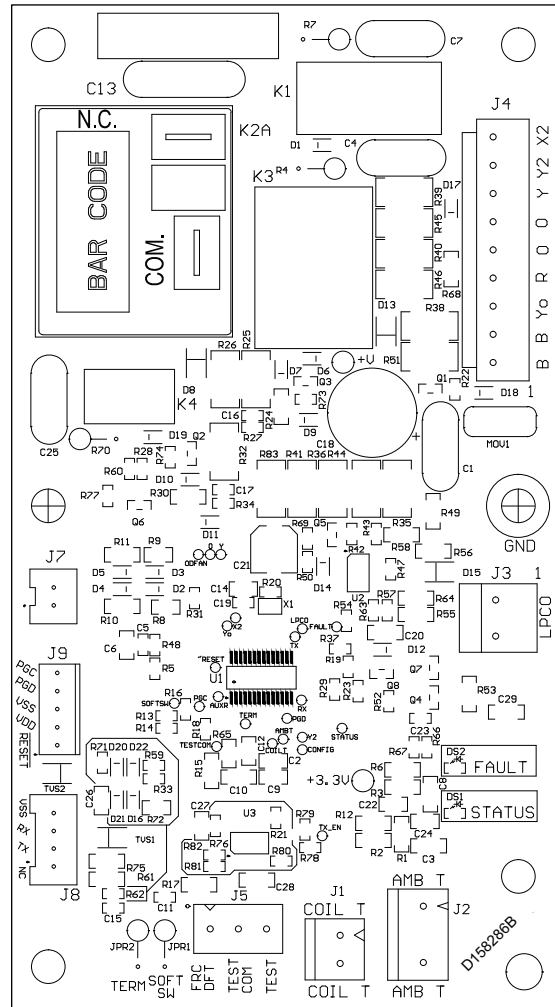 R7
C7
C13
K1
J4
N.C.
K2A
D1
C4
R4
X2
Y2
Y
O
O
R
Yo
B
B
BAR CODE
COM.
K3
R39
D17
R45
R40
R46
R68
D13
R38
R26
R25
+V
R51
D7
D6
Q3
D8
R73
Q1
R22
D18
1
K4
C16
R24
R27
D9
C18
+
MOV1
C25
R70
D19
Q2
R28
R74
R60
R32
D10
R83
R41
R36
R44
C1
R77
R30
C17
R34
Q6
D11
R69
Q5
R43
R35
R49
GND
R11
R9
O
Y
ODFAN
C21
R50
R42
R58
R56
J7
D5
D3
D4
D2
C14
R20
D14
U2
R47
D15
J3
1
R10
R8
R31
C19
X1
R54
R63
R57
R64
R55
LPCO
X2
Yo
LPCO
FAULT
TX
C20
C5
R48
C6
R37
D12
J9
R5
~RESET
U1
R19
Q7
PGC
PGD
VSS
VDD
RESET
R16
SOFTSW
PGC
AUXR
R29
R23
Q8
R52
R53
R13
R14
R18
TERM
RX
PGD
Q4
C29
TESTCOM
R65
C12
AMBT
COILT
Y2
CONFIG
STATUS
C23
R66
R67
R71
D20
D22
R59
R15
C2
TVS2
C10
C9
+3.3V
R6
DS2
FAULT
C26
R33
R3
C8
D21
D16
R72
C22
DS1
STATUS
VSS
RX
TX
NC
J8
TVS1
C27
U3
R79
TX_EN
R12
R21
C24
R82
R76
R2
R1
C3
R75
R61
R81
R80
R78
R62
R17
C11
J5
C28
C15
J1
COIL T
AMB T
J2
JPR2
JPR1
TERM
SOFT
SW
FRC
DFT
TEST
COM
TEST
COIL T
AMB T
D158286B